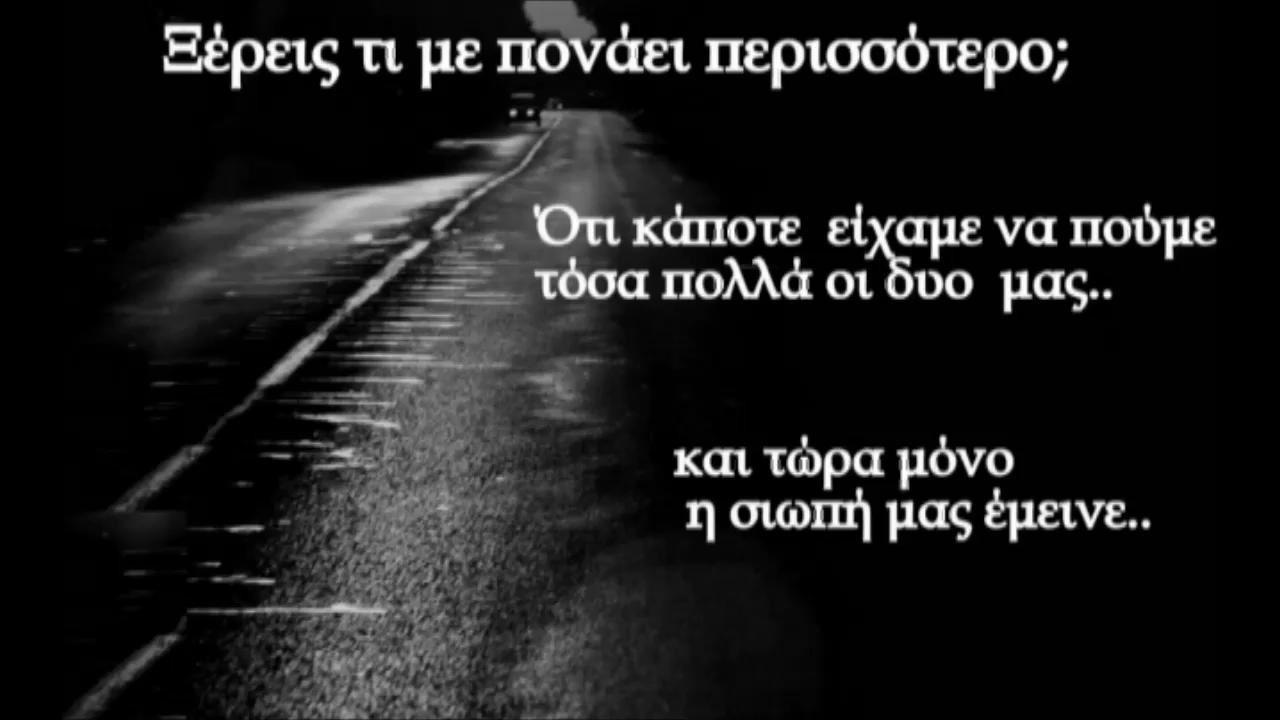 Ξέρεις τι με πονάει περισσότερο;
Ότι κάποτε είχαμε να πούμε
τόσα πολλά οι δυο μας..
και τώρα μόνο
η σιωπή μας έμεινε..